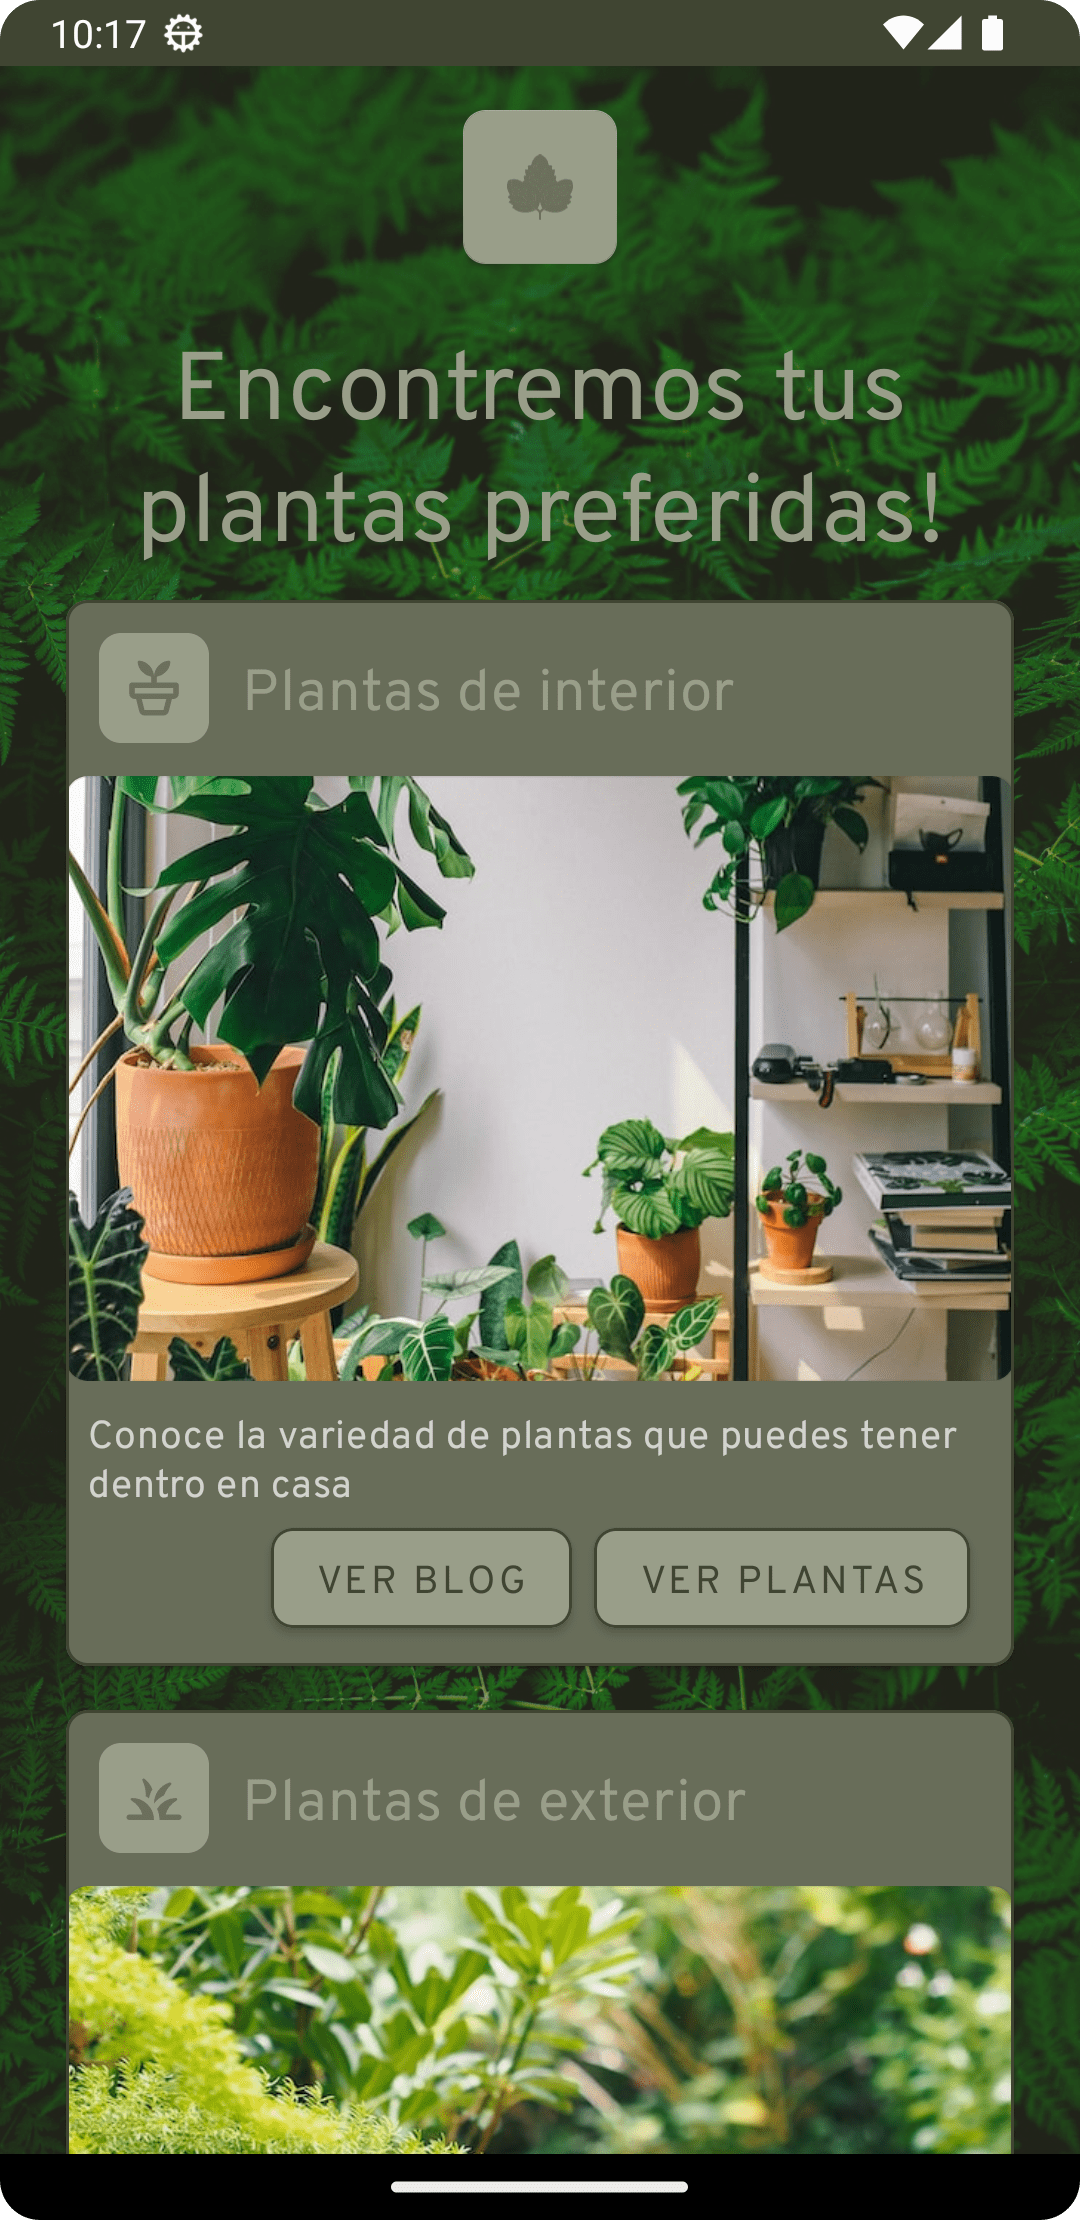 10:17
Encontremos tus
plantas preferidas!
Plantas de interior
Conoce la variedad de plantas que puedes tener
dentro en casa
VER BLOG
VER PLANTAS
Plantas de exterior